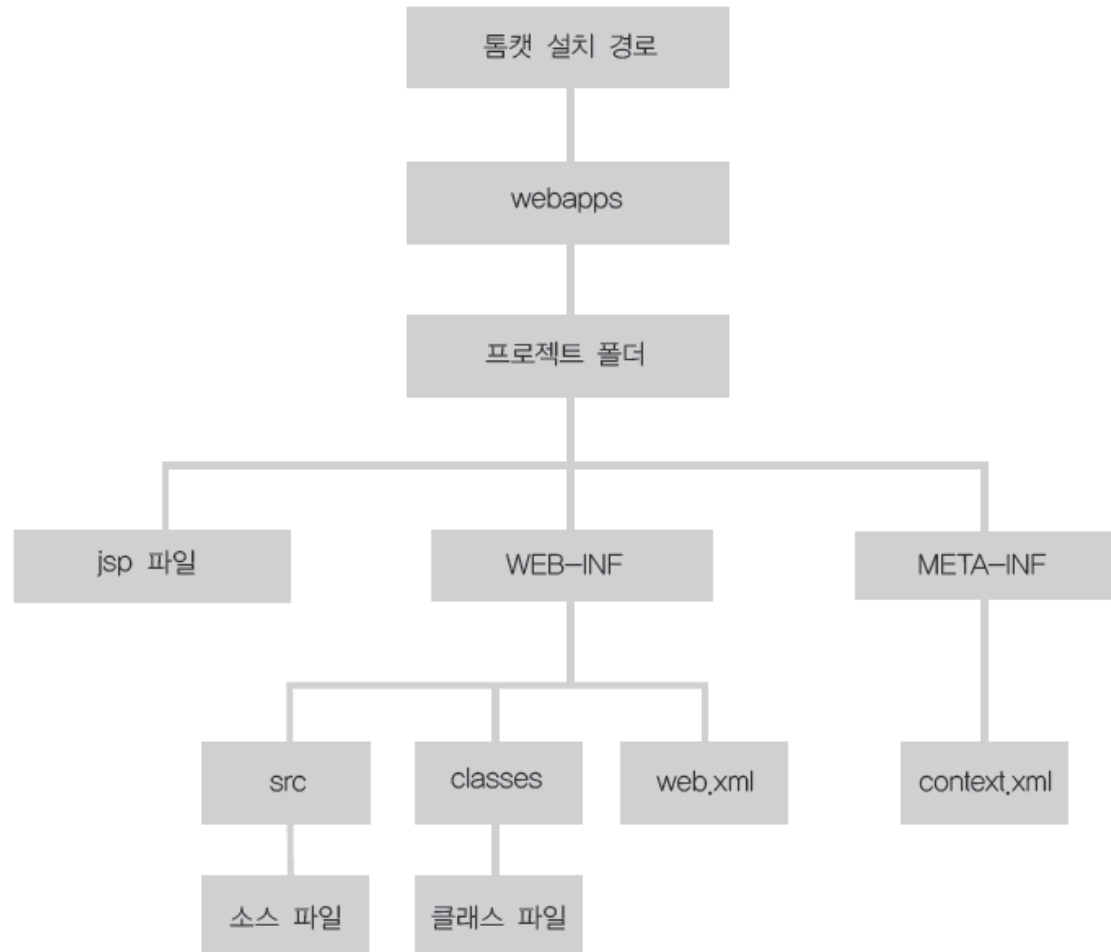 톰캣 설치 경로
webapps
프로젝트 폴더
jsp 파일
WEB-INF
META-INF
src
classes
web.xml
context.xml
소스 파일
클래스 파일